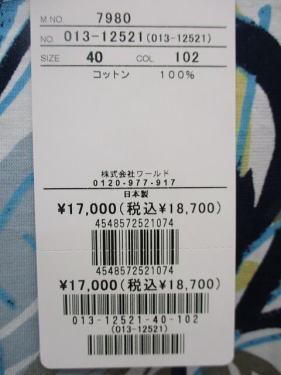 M NO. 7980
NO. 013-12521(013-12521)
SIZE 40 COL 102
コットン 100%
株式会社ワールド
0120-977-917
日本製
¥17,000(税込¥18,700)
4548572521074
4548572521074
¥17,000(税込¥18,700)
013-12521-40-102
(013-12521)